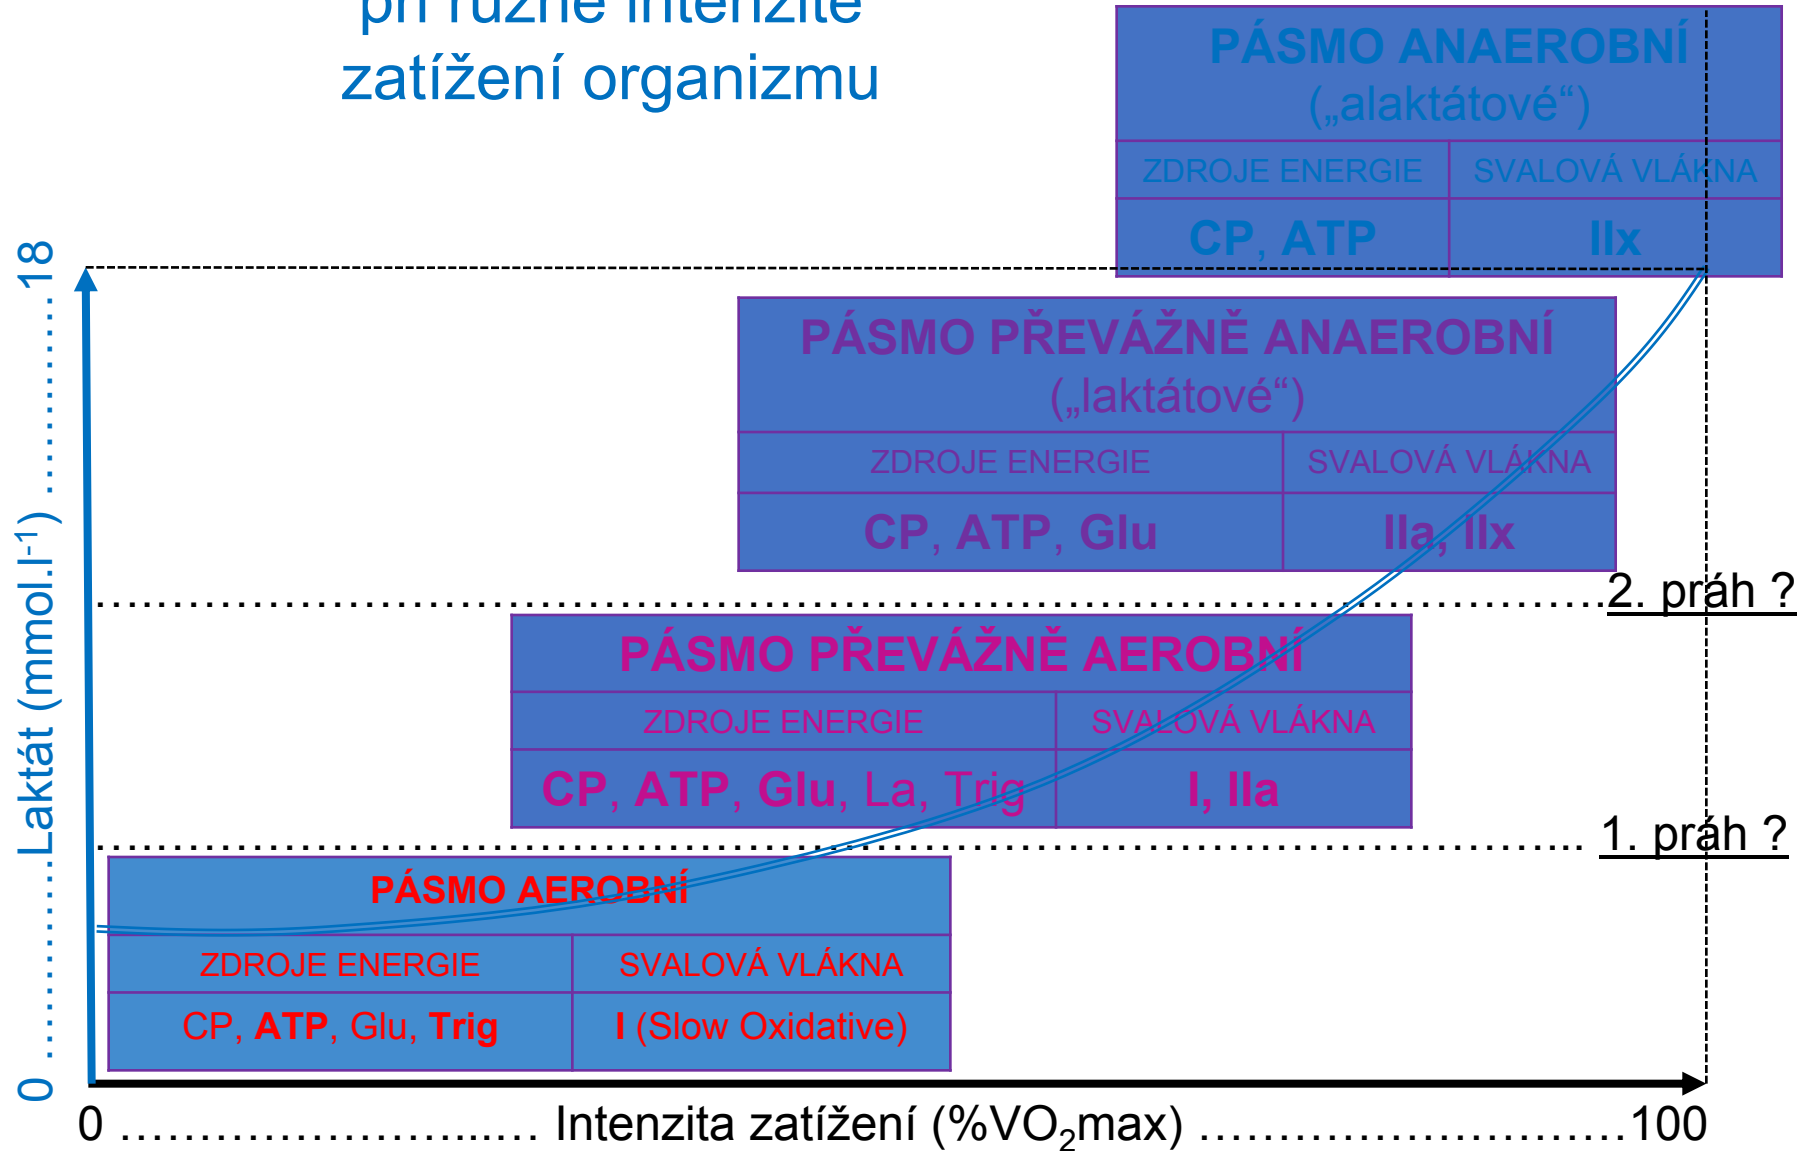 při různé intenzitě
zatížení organizmu
PÁSMO ANAEROBNÍ
(„alaktátové“)
ZDROJE ENERGIE SVALOVÁ VLÁKNA
CP, ATP IIx
PÁSMO PŘEVÁŽNĚ ANAEROBNÍ
(„laktátové“)
ZDROJE ENERGIE SVALOVÁ VLÁKNA
CP, ATP, Glu IIa, IIx
2. práh ?
PÁSMO PŘEVÁŽNĚ AEROBNÍ
ZDROJE ENERGIE SVALOVÁ VLÁKNA
CP, ATP, Glu, La, Trig I, IIa
1. práh ?
PÁSMO AEROBNÍ
ZDROJE ENERGIE SVALOVÁ VLÁKNA
CP, ATP, Glu, Trig I (Slow Oxidative)
0 …………Laktát (mmol.l⁻¹) …………18
0 …………………...… Intenzita zatížení (%VO₂max) ………………………100